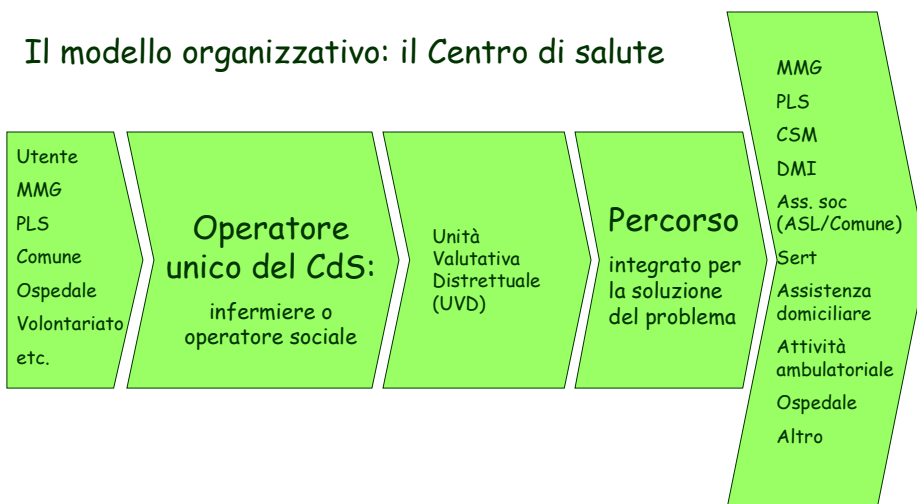 Il modello organizzativo: il Centro di salute
Utente
MMG
PLS
Comune
Ospedale
Volontariato
etc.
Operatore
unico del CdS:
infermiere o
operatore sociale
Unità
Valutativa
Distrettuale
(UVD)
Percorso
integrato per
la soluzione
del problema
MMG
PLS
CSM
DMI
Ass. soc
(ASL/Comune)
Sert
Assistenza
domiciliare
Attività
ambulatoriale
Ospedale
Altro